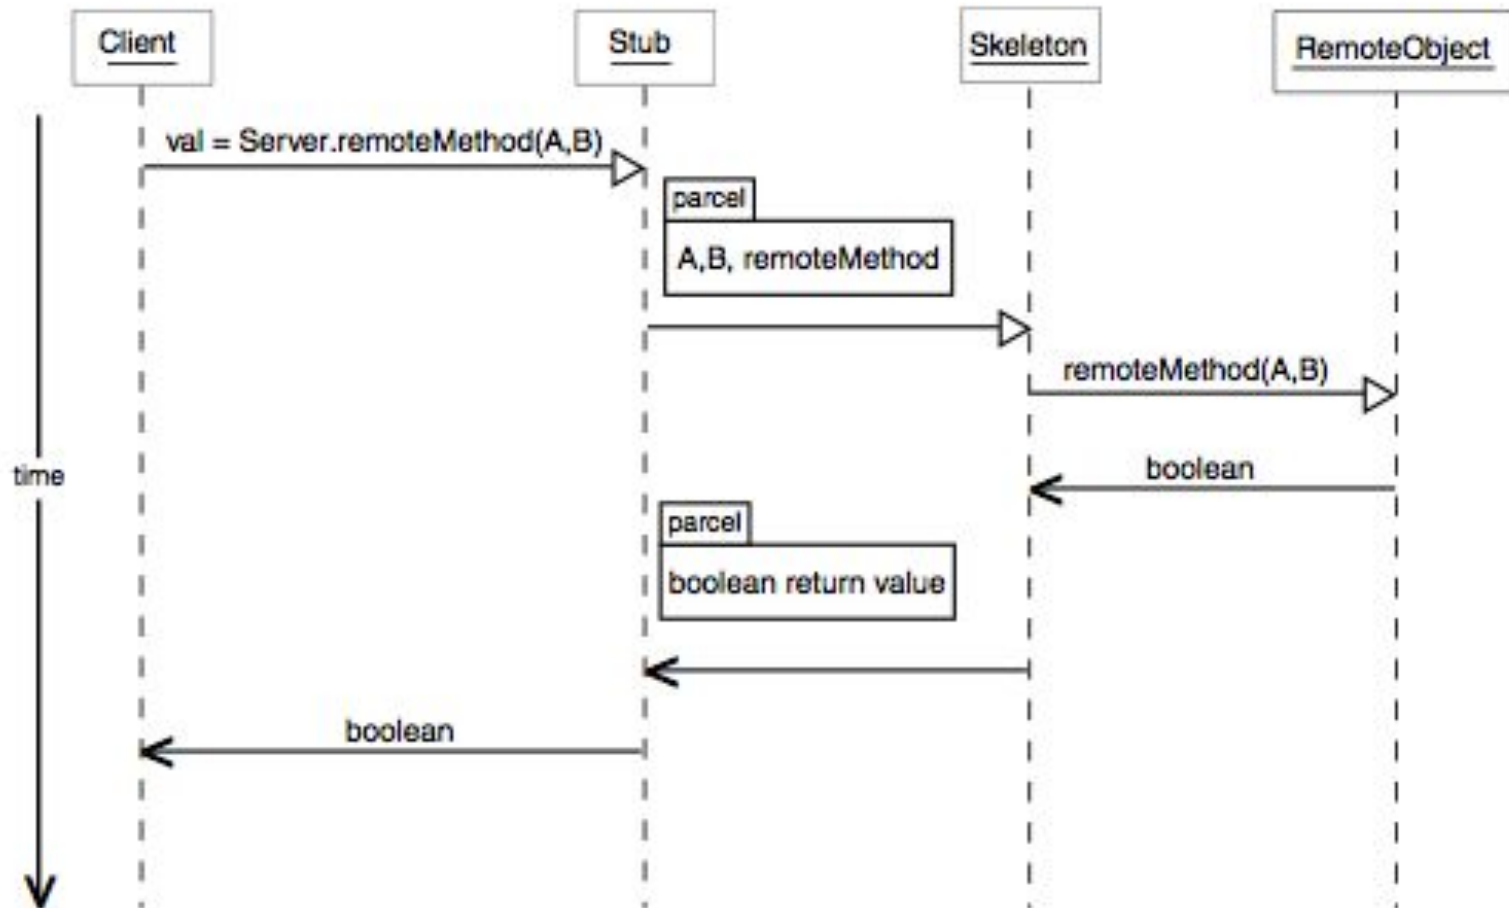 Client
Stub
Skeleton
RemoteObject
val = Server.remoteMethod(A,B)
parcel
A,B, remoteMethod
remoteMethod(A,B)
time
boolean
parcel
boolean return value
boolean